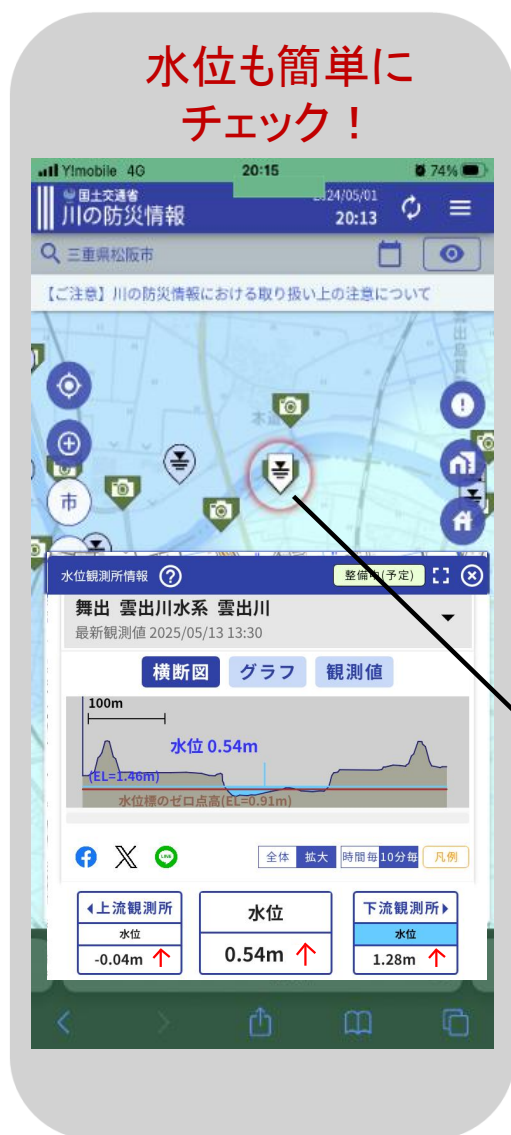 水位も簡単に
チェック！
Y!mobile 4G 20:15 74%
国土交通省 2024/05/01
川の防災情報 20:13
三重県松阪市
【ご注意】川の防災情報における取り扱い上の注意について
市
水位観測所情報 ? 整備中(予定)
舞出 雲出川水系 雲出川
最新観測値 2025/05/13 13:30
横断図 グラフ 観測値
100m
水位 0.54m
(EL=1.46m)
水位標のゼロ点高(EL=0.91m)
全体 拡大 時間毎 10分毎 凡例
上流観測所 水位 下流観測所
水位 水位
-0.04m ↑ 0.54m ↑ 1.28m ↑